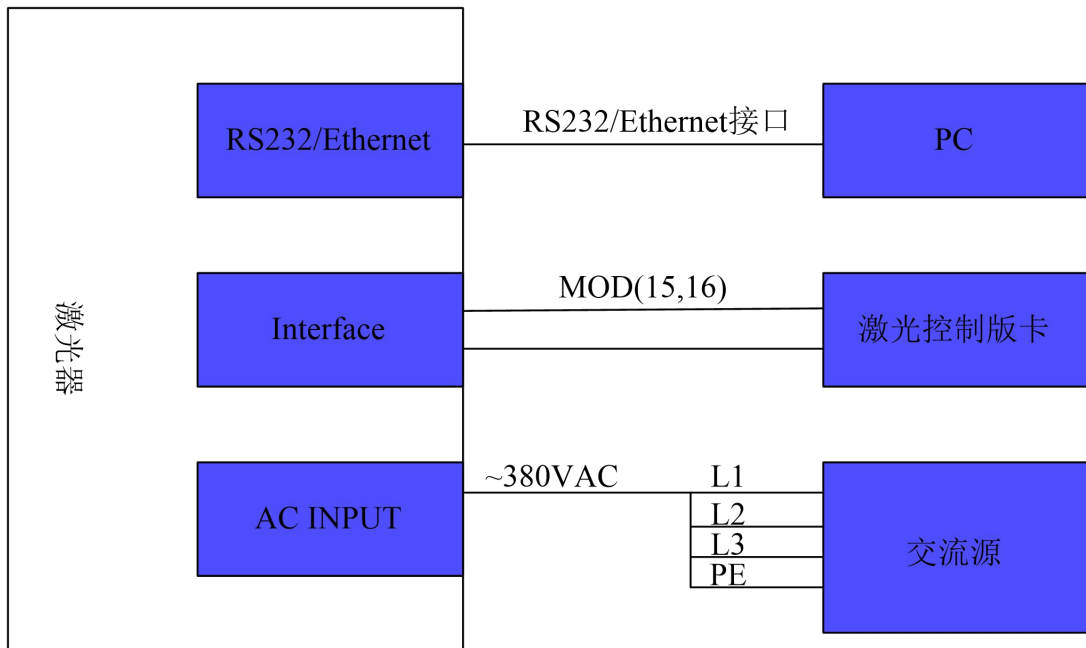 RS232/Ethernet
RS232/Ethernet接口
PC
激光器
Interface
MOD(15,16)
激光控制版卡
AC INPUT
~380VAC
L1
L2
L3
PE
交流源